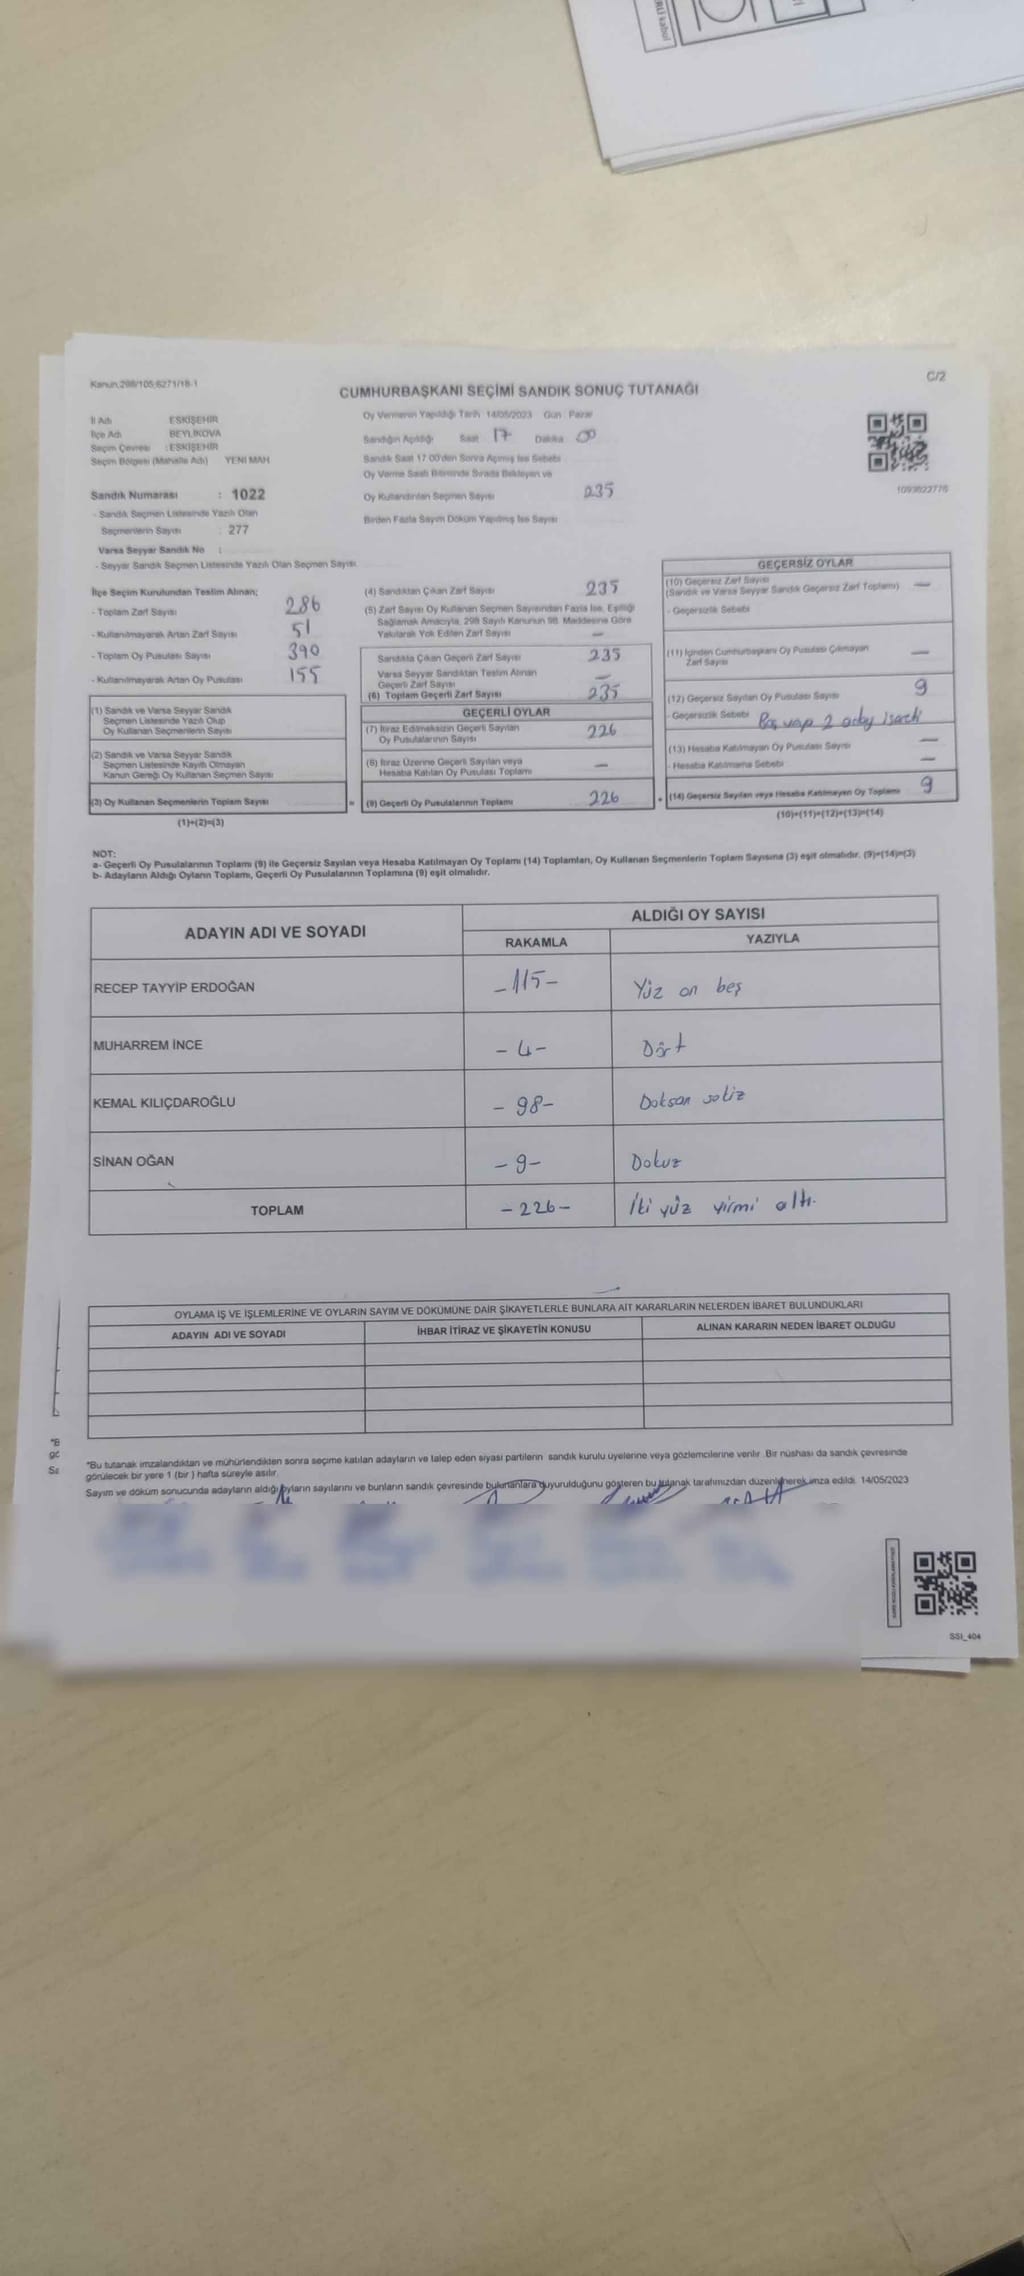 Kanun,298/105;6271/18-1
C/2
CUMHURBAŞKANI SEÇİMİ SANDIK SONUÇ TUTANAĞI
İl Adı ESKİŞEHİR
İlçe Adı BEYLİKOVA
Seçim Çevresi : ESKİŞEHİR
Seçim Bölgesi (Mahalle Adı) YENİ MAH
Sandık Numarası : 1022
- Sandık Seçmen Listesinde Yazılı Olan
Seçmenlerin Sayısı : 277
Varsa Seyyar Sandık No :
- Seyyar Sandık Seçmen Listesinde Yazılı Olan Seçmen Sayısı
Oy Vermenin Yapıldığı Tarih 14/05/2023 Gün : Pazar
Sandığın Açıldığı Saat 17 Dakika 00
Sandık Saat 17:00'den Sonra Açılmış İse Sebebi
Oy Verme Saati Bitiminde Sırada Bekleyen ve
Oy Kullandırılan Seçmen Sayısı 235
Birden Fazla Sayım Döküm Yapılmış İse Sayısı
1093822776
İlçe Seçim Kurulundan Teslim Alınan;
- Toplam Zarf Sayısı 286
- Kullanılmayarak Artan Zarf Sayısı 51
- Toplam Oy Pusulası Sayısı 390
- Kullanılmayarak Artan Oy Pusulası 155
(1) Sandık ve Varsa Seyyar Sandık
Seçmen Listesinde Yazılı Olup
Oy Kullanan Seçmenlerin Sayısı
(2) Sandık ve Varsa Seyyar Sandık
Seçmen Listesinde Kayıtlı Olmayan
Kanun Gereği Oy Kullanan Seçmen Sayısı
(3) Oy Kullanan Seçmenlerin Toplam Sayısı =
(1)+(2)=(3)
(4) Sandıktan Çıkan Zarf Sayısı 235
(5) Zarf Sayısı Oy Kullanan Seçmen Sayısından Fazla İse, Eşitliği
Sağlamak Amacıyla, 298 Sayılı Kanunun 98. Maddesine Göre
Yakılarak Yok Edilen Zarf Sayısı —
Sandıkta Çıkan Geçerli Zarf Sayısı 235
Varsa Seyyar Sandıktan Teslim Alınan
Geçerli Zarf Sayısı —
(6) Toplam Geçerli Zarf Sayısı 235
GEÇERLİ OYLAR
(7) İtiraz Edilmeksizin Geçerli Sayılan
Oy Pusulalarının Sayısı 226
(8) İtiraz Üzerine Geçerli Sayılan veya
Hesaba Katılan Oy Pusulası Toplamı —
(9) Geçerli Oy Pusulalarının Toplamı 226 +
GEÇERSİZ OYLAR
(10) Geçersiz Zarf Sayısı
(Sandık ve Varsa Seyyar Sandık Geçersiz Zarf Toplamı) —
- Geçersizlik Sebebi
(11) İçinden Cumhurbaşkanı Oy Pusulası Çıkmayan
Zarf Sayısı —
(12) Geçersiz Sayılan Oy Pusulası Sayısı 9
- Geçersizlik Sebebi 2 aday
(13) Hesaba Katılmayan Oy Pusulası Sayısı —
- Hesaba Katılmama Sebebi —
(14) Geçersiz Sayılan veya Hesaba Katılmayan Oy Toplamı 9
(10)+(11)+(12)+(13)=(14)
NOT:
a- Geçerli Oy Pusulalarının Toplamı (9) ile Geçersiz Sayılan veya Hesaba Katılmayan Oy Toplamı (14) Toplamları, Oy Kullanan Seçmenlerin Toplam Sayısına (3) eşit olmalıdır. (9)+(14)=(3)
b- Adayların Aldığı Oyların Toplamı, Geçerli Oy Pusulalarının Toplamına (9) eşit olmalıdır.
ADAYIN ADI VE SOYADI ALDIĞI OY SAYISI
RAKAMLA YAZIYLA
RECEP TAYYİP ERDOĞAN -115- Yüz on beş
MUHARREM İNCE -4- Dört
KEMAL KILIÇDAROĞLU -98- Doksan sekiz
SİNAN OĞAN -9- Dokuz
TOPLAM -226- İki yüz yirmi altı
OYLAMA İŞ VE İŞLEMLERİNE VE OYLARIN SAYIM VE DÖKÜMÜNE DAİR ŞİKAYETLERLE BUNLARA AİT KARARLARIN NELERDEN İBARET BULUNDUKLARI
ADAYIN ADI VE SOYADI İHBAR İTİRAZ VE ŞİKAYETİN KONUSU ALINAN KARARIN NEDEN İBARET OLDUĞU
*Bu tutanak imzalandıktan ve mühürlendikten sonra seçime katılan adayların ve talep eden siyasi partilerin sandık kurulu üyelerine veya gözlemcilerine verilir. Bir nüshası da sandık çevresinde
görülecek bir yere 1 (bir ) hafta süreyle asılır.
Sayım ve döküm sonucunda adayların aldığı oyların sayılarını ve bunların sandık çevresinde bulunanlara duyurulduğunu gösteren bu tutanak tarafımızdan düzenlenerek imza edildi. 14/05/2023
SSI_404